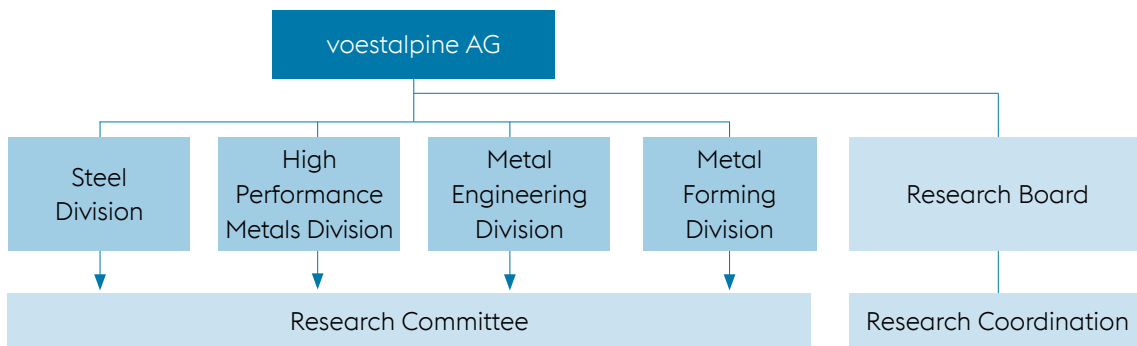 voestalpine AG
Steel
Division
High
Performance
Metals Division
Metal
Engineering
Division
Metal
Forming
Division
Research Board
Research Committee
Research Coordination